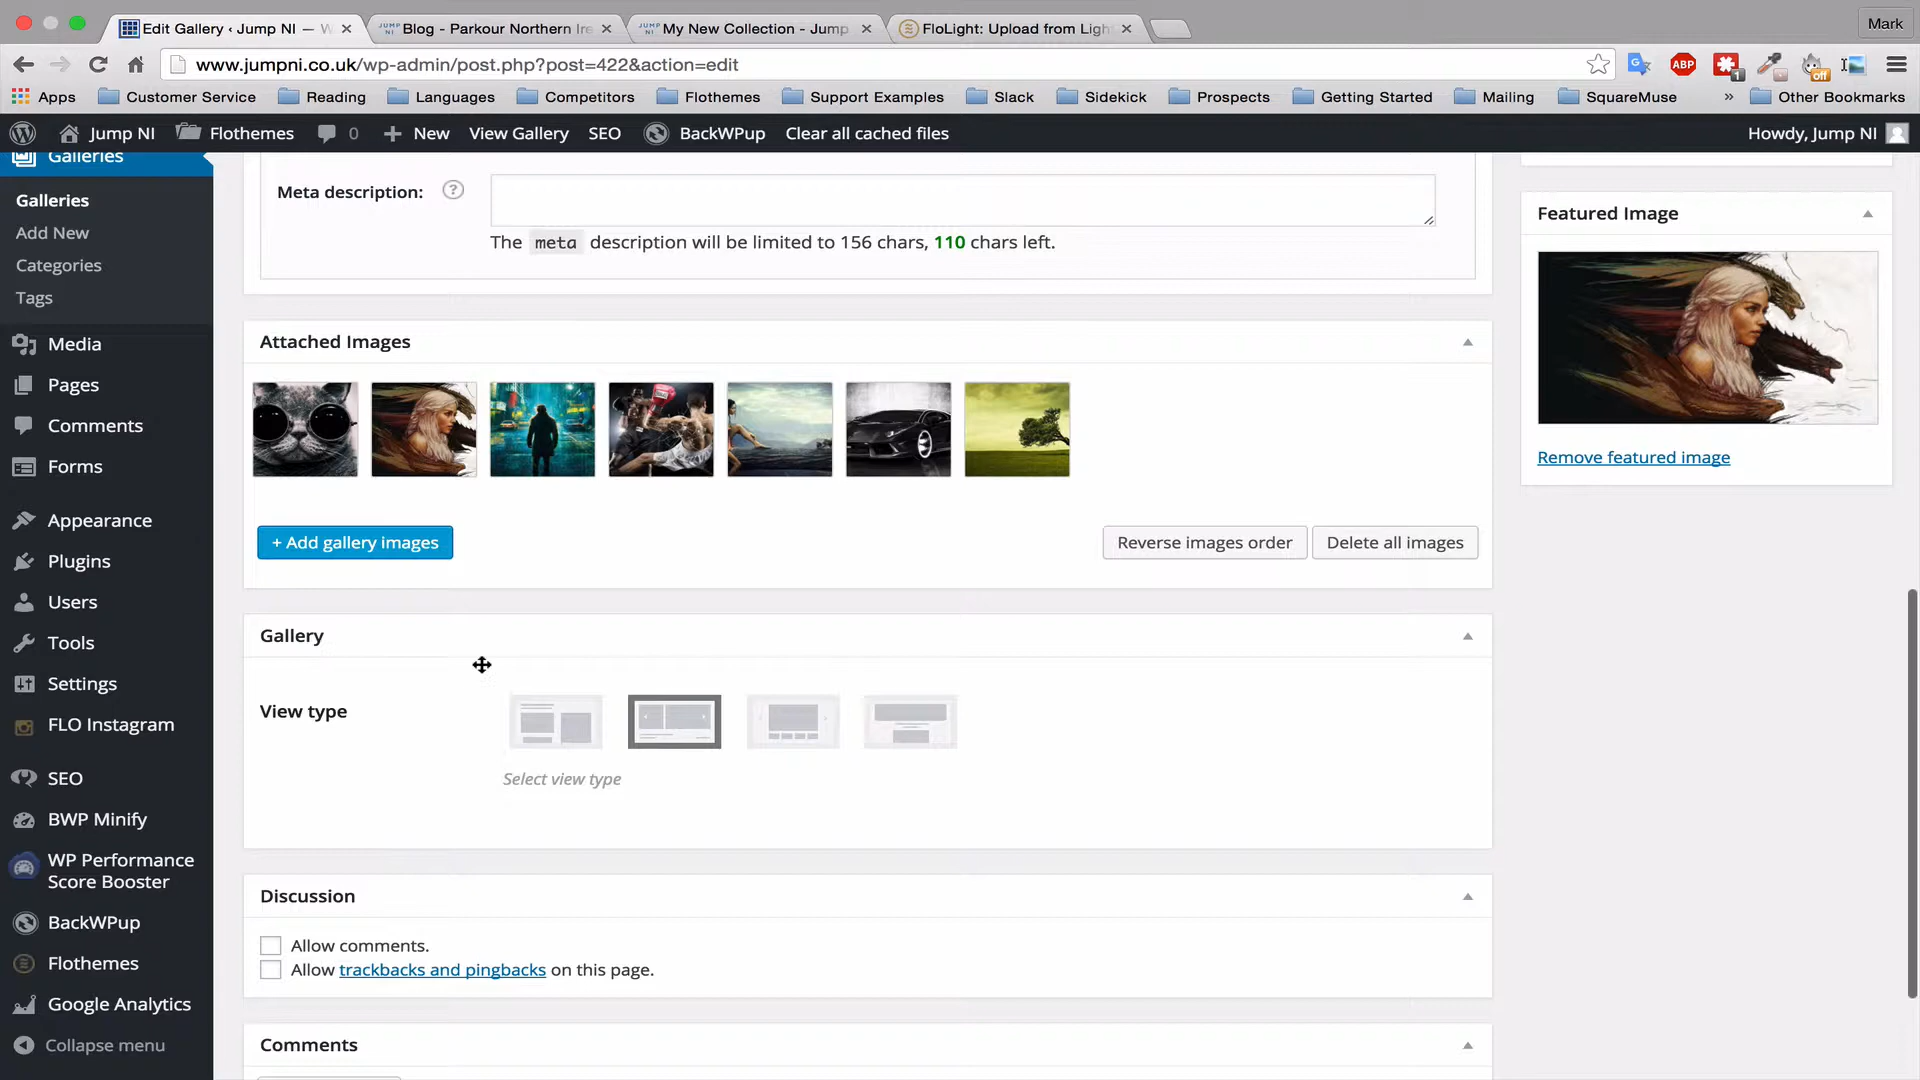 Edit Gallery ‹ Jump NI — W
Blog - Parkour Northern Ire
My New Collection - Jump
FloLight: Upload from Ligh
Mark
www.jumpni.co.uk/wp-admin/post.php?post=422&action=edit
ABP
1
off
Apps
Customer Service
Reading
Languages
Competitors
Flothemes
Support Examples
Slack
Sidekick
Prospects
Getting Started
Mailing
SquareMuse
»
Other Bookmarks
Jump NI
Flothemes
0
New
View Gallery
SEO
BackWPup
Clear all cached files
Howdy, Jump NI
Galleries
Galleries
Add New
Categories
Tags
Media
Pages
Comments
Forms
Appearance
Plugins
Users
Tools
Settings
FLO Instagram
SEO
BWP Minify
WP Performance
Score Booster
BackWPup
Flothemes
Google Analytics
Collapse menu
Meta description:
?
The meta description will be limited to 156 chars, 110 chars left.
Attached Images
+ Add gallery images
Reverse images order
Delete all images
Gallery
View type
Select view type
Discussion
Allow comments.
Allow trackbacks and pingbacks on this page.
Comments
Featured Image
Remove featured image